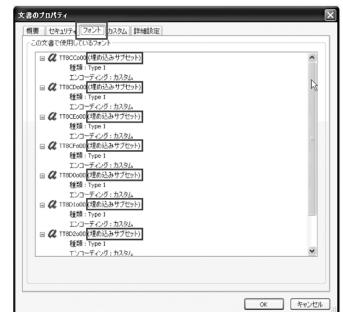 文書のプロパティ
概要 セキュリティ フォント カスタム 詳細設定
この文書で使用しているフォント
TT8CCo00(埋め込みサブセット)
種類 : Type 1
エンコーディング : カスタム
TT8CDo00(埋め込みサブセット)
種類 : Type 1
エンコーディング : カスタム
TT8CEo00(埋め込みサブセット)
種類 : Type 1
エンコーディング : カスタム
TT8CFo00(埋め込みサブセット)
種類 : Type 1
エンコーディング : カスタム
TT8D0o00(埋め込みサブセット)
種類 : Type 1
エンコーディング : カスタム
TT8D1o00(埋め込みサブセット)
種類 : Type 1
エンコーディング : カスタム
TT8D2o00(埋め込みサブセット)
種類 : Type 1
エンコーディング : カスタム
OK キャンセル